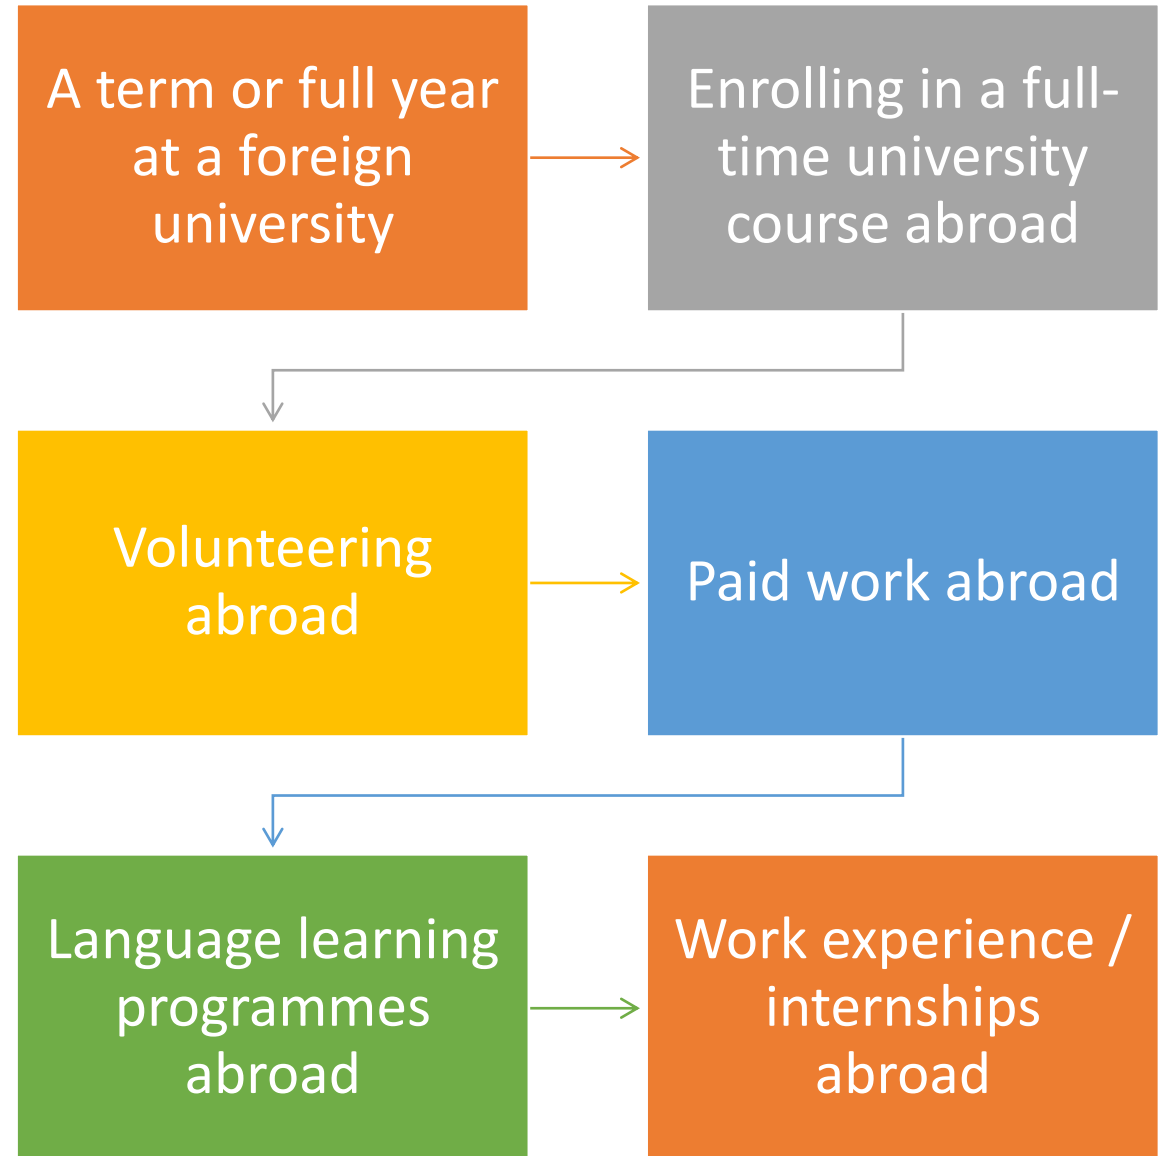 A term or full year
at a foreign
university
Enrolling in a full-
time university
course abroad
Volunteering
abroad
Paid work abroad
Language learning
programmes
abroad
Work experience /
internships
abroad